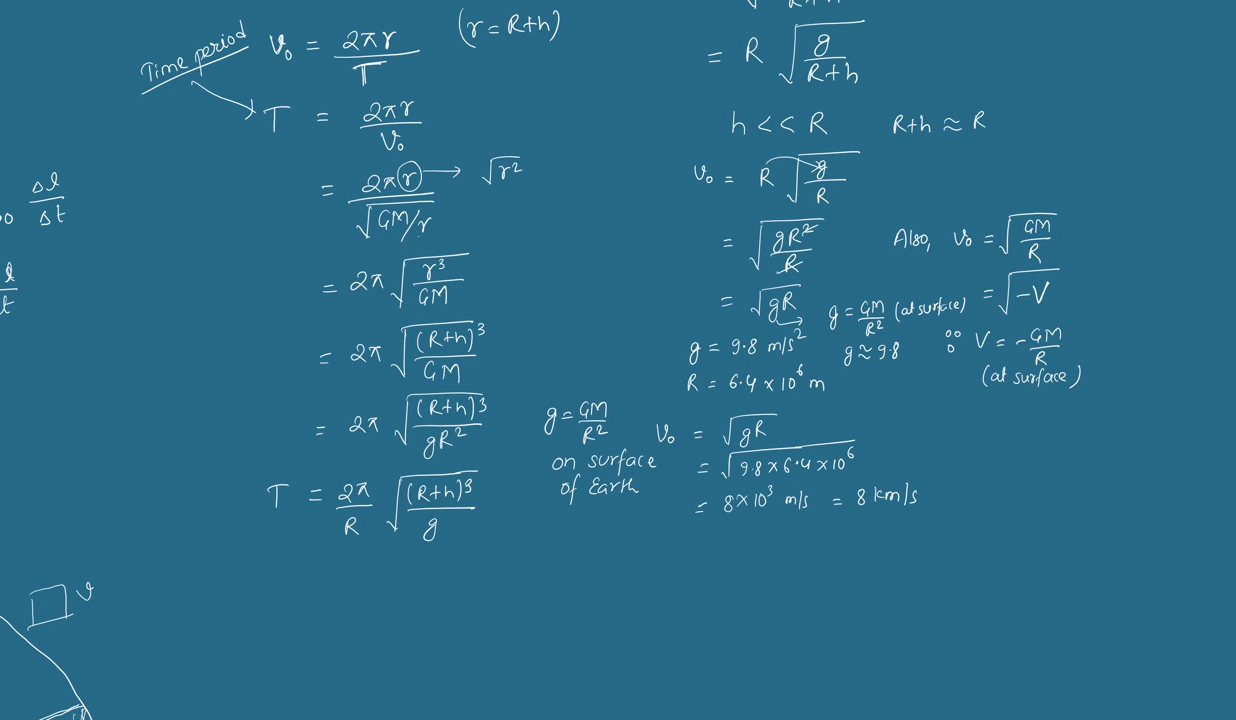 Δl/Δt
Time period
v₀ = 2πr/T (r = R+h)
T = 2πr/v₀
= 2πr/√(GM/r) → √r²
= 2π √(r³/GM)
= 2π √((R+h)³/GM)
= 2π √((R+h)³/gR²)
g = GM/R²
on surface
of Earth
T = 2π/R √((R+h)³/g)
v
= R √(g/(R+h))
h << R R+h ≈ R
v₀ = R √(g/R)
= √(gR²/R)
= √gR
g = 9.8 m/s²
R = 6.4 × 10⁶ m
g = GM/R² (at surface)
g ≈ 9.8
Also, v₀ = √(GM/R)
= √-V
∵ V = -GM/R
(at surface)
v₀ = √gR
= √9.8 × 6.4 × 10⁶
= 8 × 10³ m/s = 8 km/s